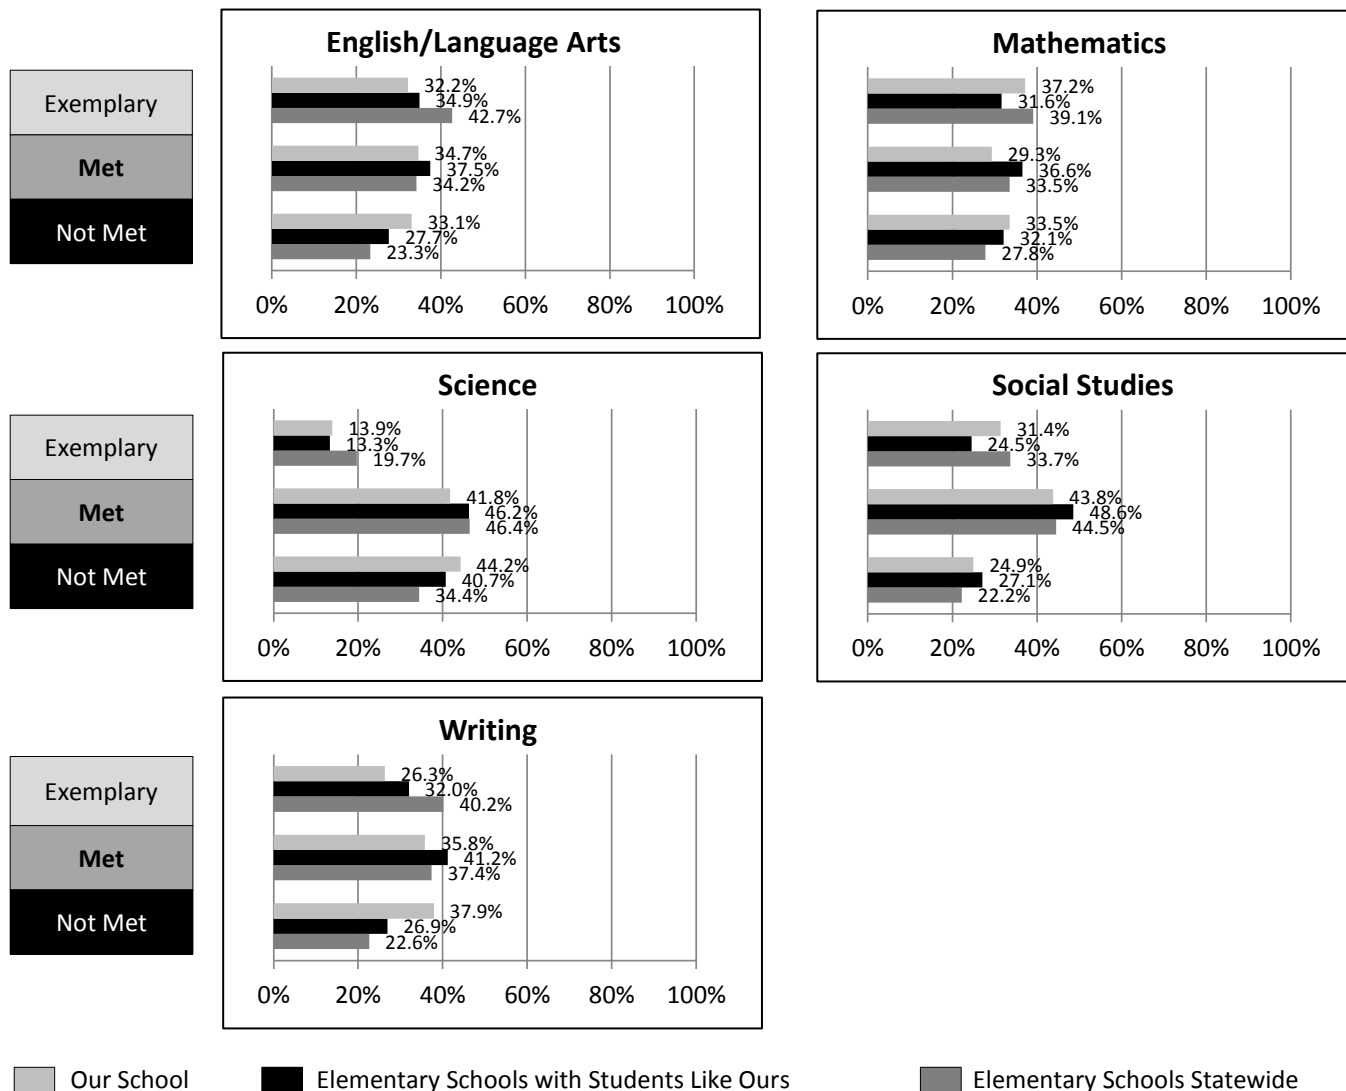 English/Language Arts
Exemplary
Met
Not Met
32.2%
34.9%
42.7%
34.7%
37.5%
34.2%
33.1%
27.7%
23.3%
0% 20% 40% 60% 80% 100%
Mathematics
37.2%
31.6%
39.1%
29.3%
36.6%
33.5%
33.5%
32.1%
27.8%
0% 20% 40% 60% 80% 100%
Science
Exemplary
Met
Not Met
13.9%
13.3%
19.7%
41.8%
46.2%
46.4%
44.2%
40.7%
34.4%
0% 20% 40% 60% 80% 100%
Social Studies
31.4%
24.5%
33.7%
43.8%
48.6%
44.5%
24.9%
27.1%
22.2%
0% 20% 40% 60% 80% 100%
Writing
Exemplary
Met
Not Met
26.3%
32.0%
40.2%
35.8%
41.2%
37.4%
37.9%
26.9%
22.6%
0% 20% 40% 60% 80% 100%
Our School Elementary Schools with Students Like Ours Elementary Schools Statewide